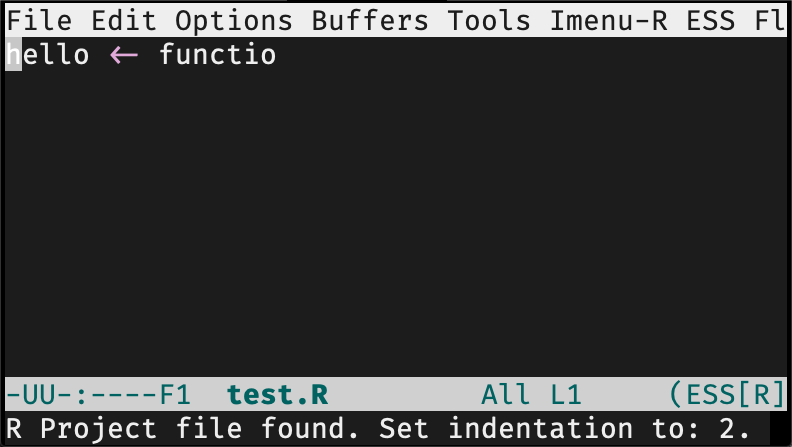 File Edit Options Buffers Tools Imenu-R ESS Fl
hello <- functio
-UU-:----F1  test.R         All L1     (ESS[R]
R Project file found. Set indentation to: 2.